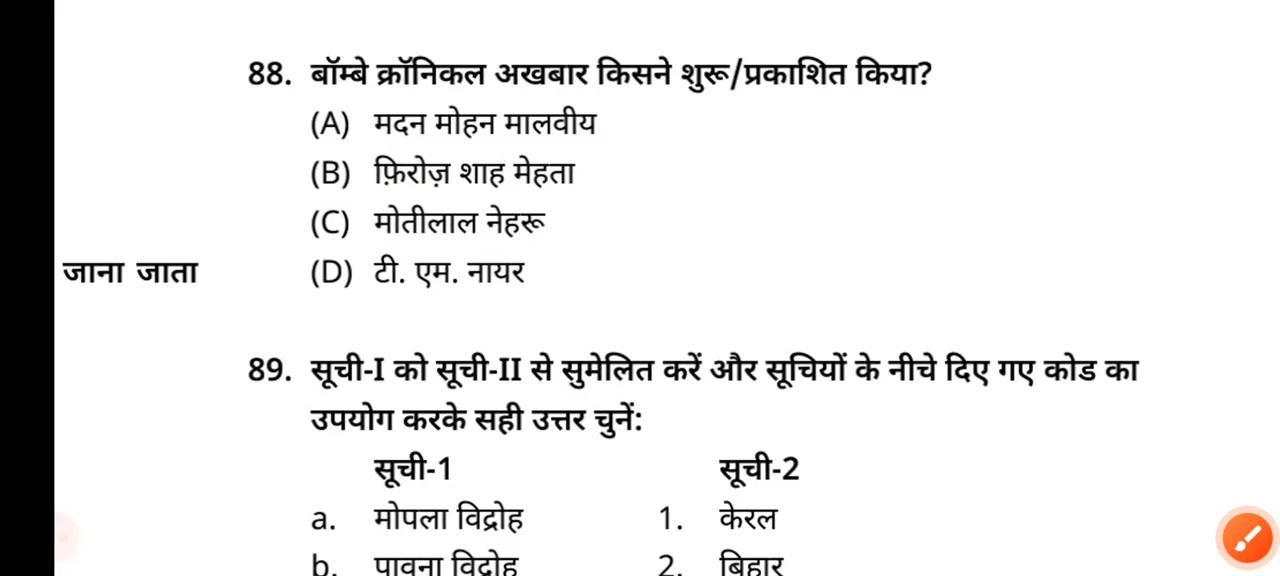 88. बॉम्बे क्रॉनिकल अखबार किसने शुरू/प्रकाशित किया?
(A) मदन मोहन मालवीय
(B) फ़िरोज़ शाह मेहता
(C) मोतीलाल नेहरू
जाना जाता
(D) टी. एम. नायर
89. सूची-I को सूची-II से सुमेलित करें और सूचियों के नीचे दिए गए कोड का
उपयोग करके सही उत्तर चुनें:
सूची-1 सूची-2
a. मोपला विद्रोह 1. केरल
b. पावना विद्रोह 2. बिहार